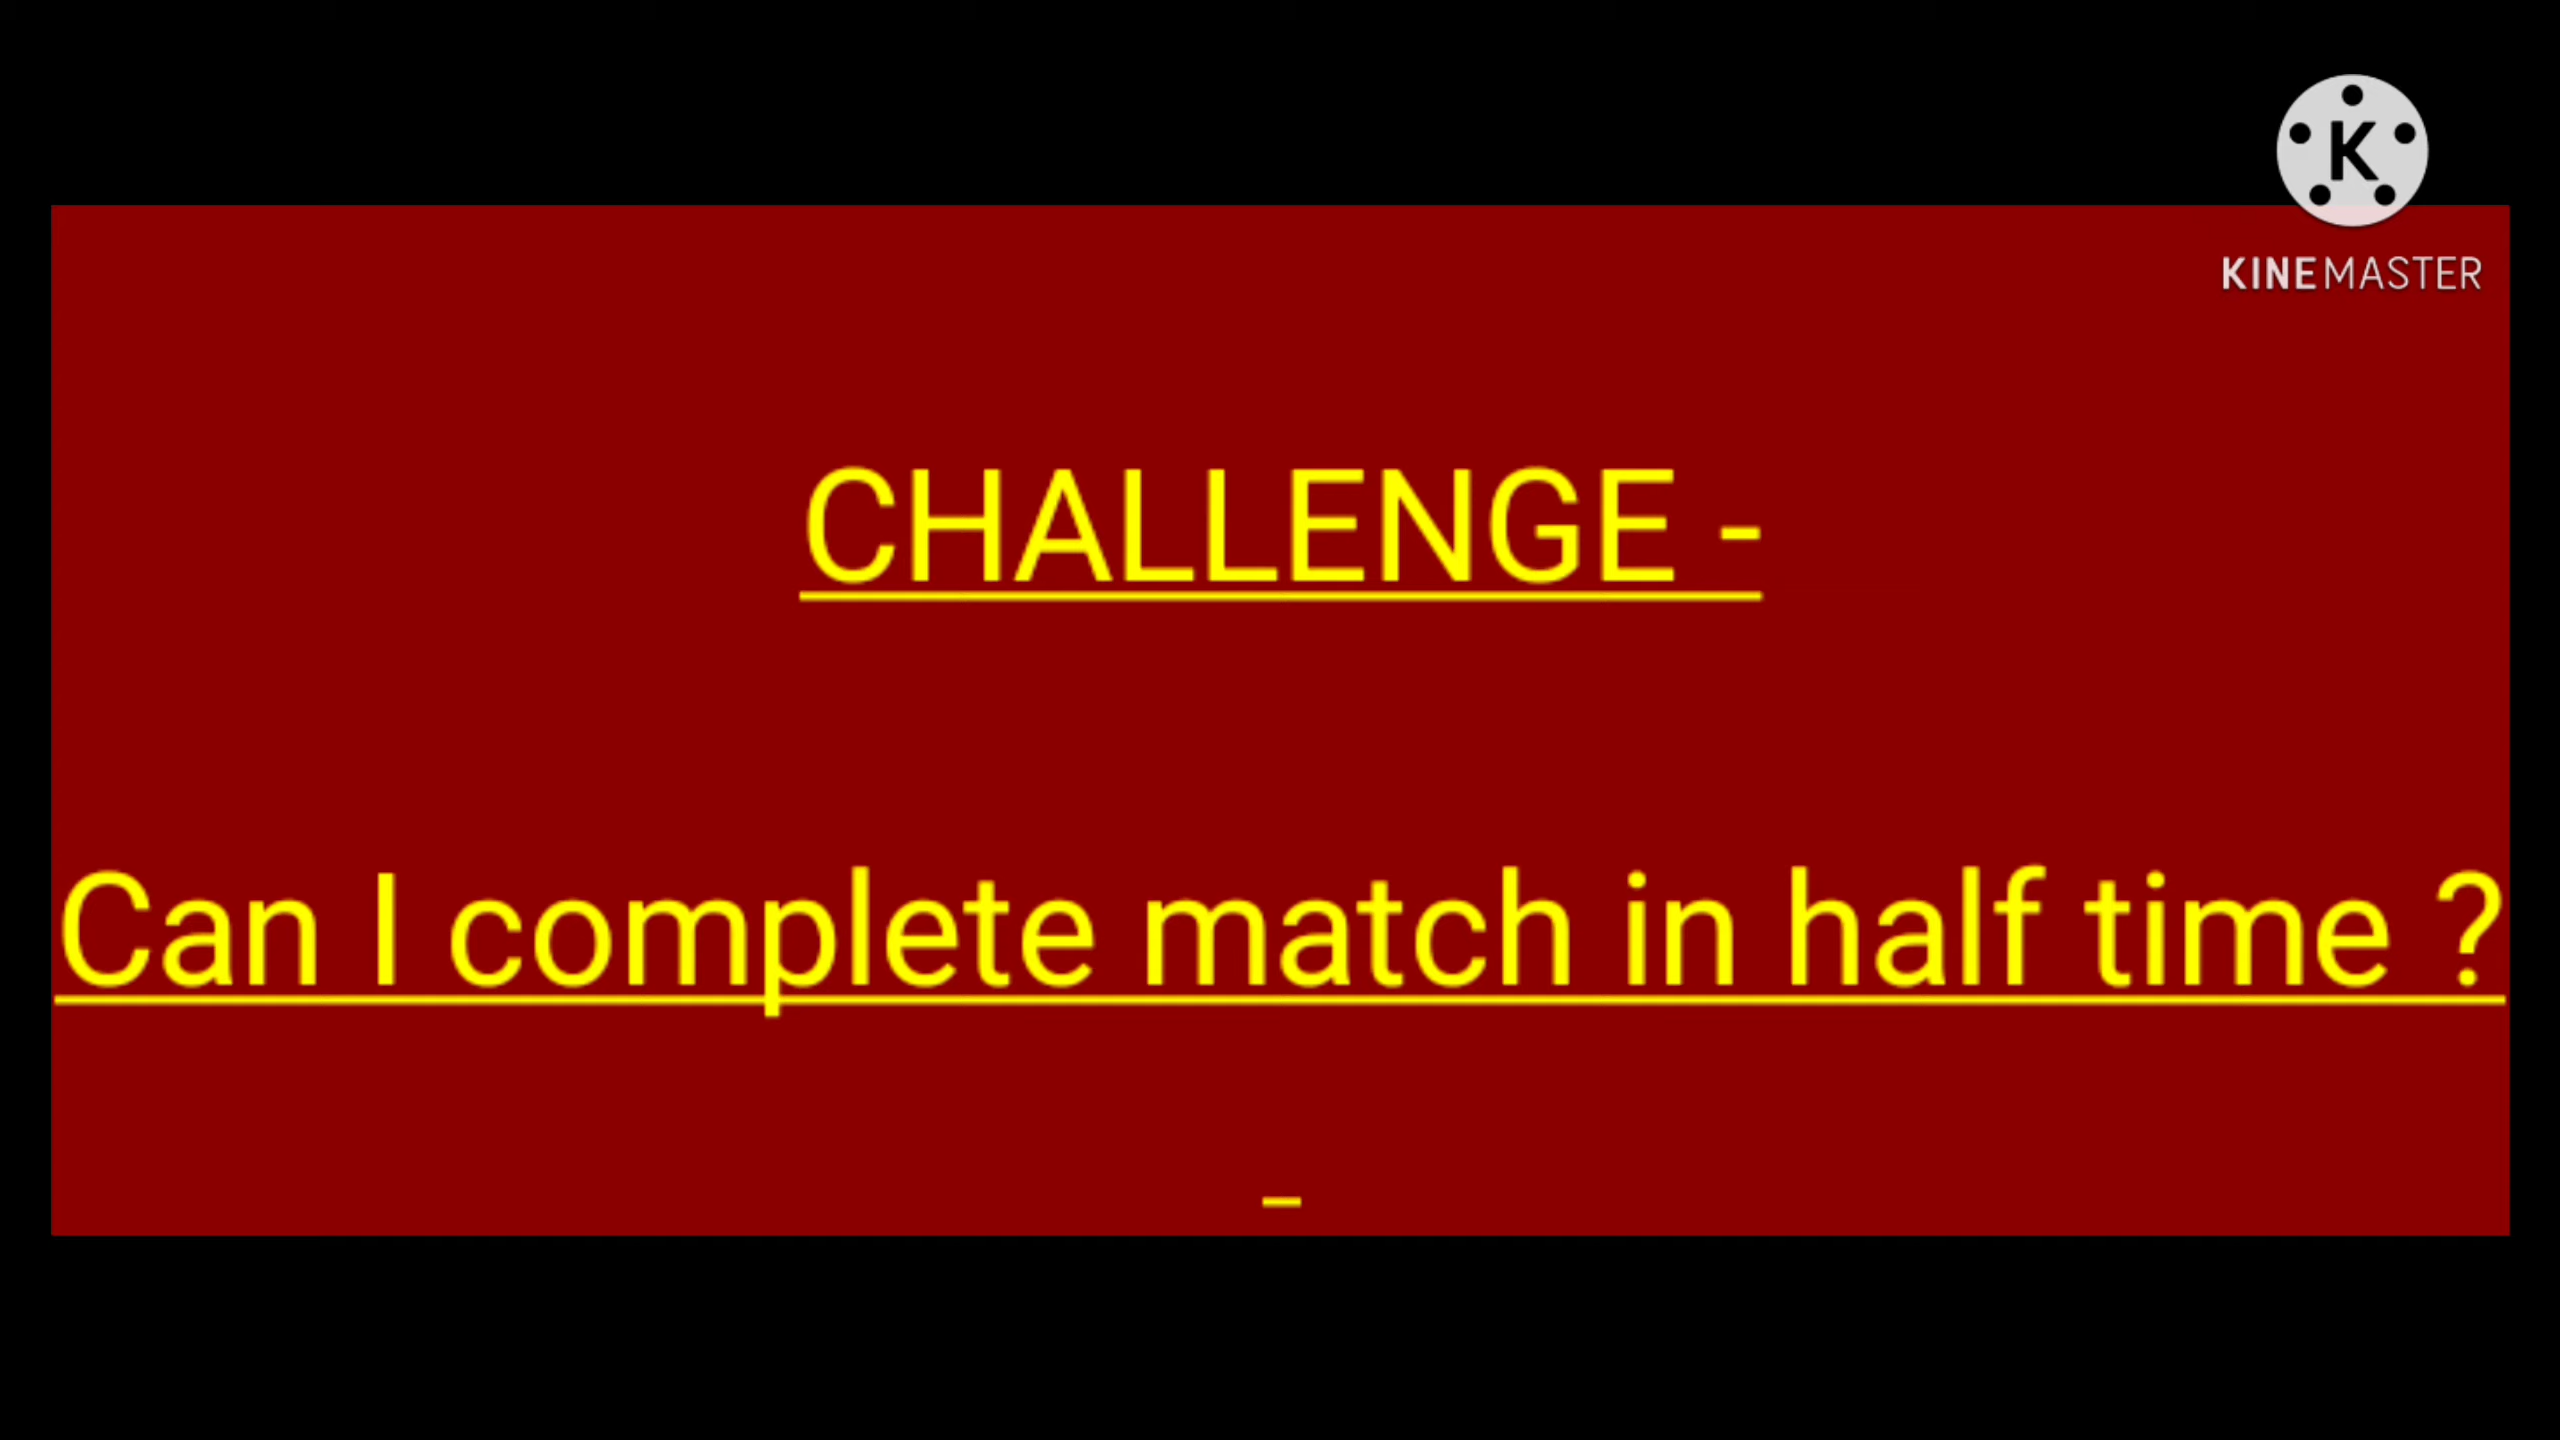 K
KINEMASTER
CHALLENGE -
Can I complete match in half time ?
-